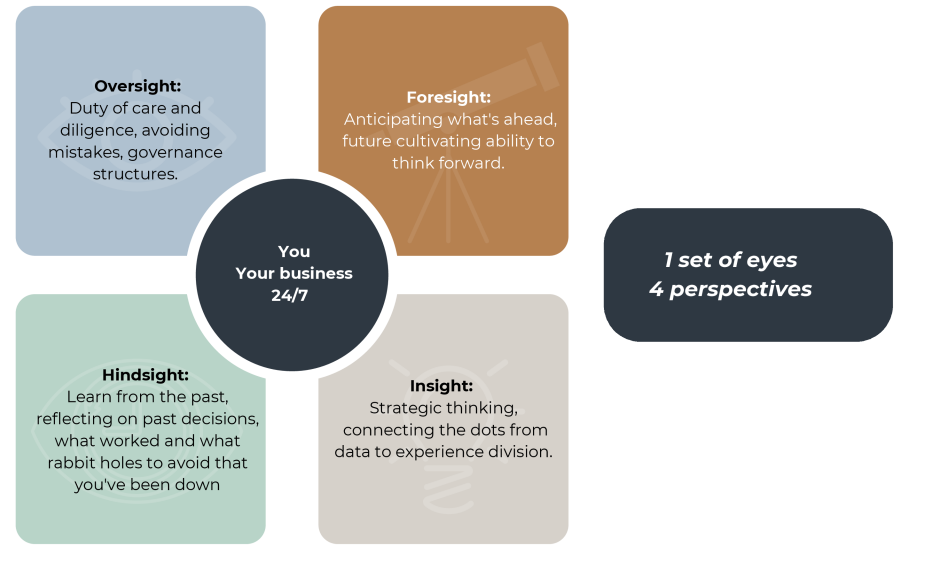 Oversight:
Duty of care and
diligence, avoiding
mistakes, governance
structures.
Foresight:
Anticipating what's ahead,
future cultivating ability to
think forward.
You
Your business
24/7
1 set of eyes
4 perspectives
Hindsight:
Learn from the past,
reflecting on past decisions,
what worked and what
rabbit holes to avoid that
you've been down
Insight:
Strategic thinking,
connecting the dots from
data to experience division.